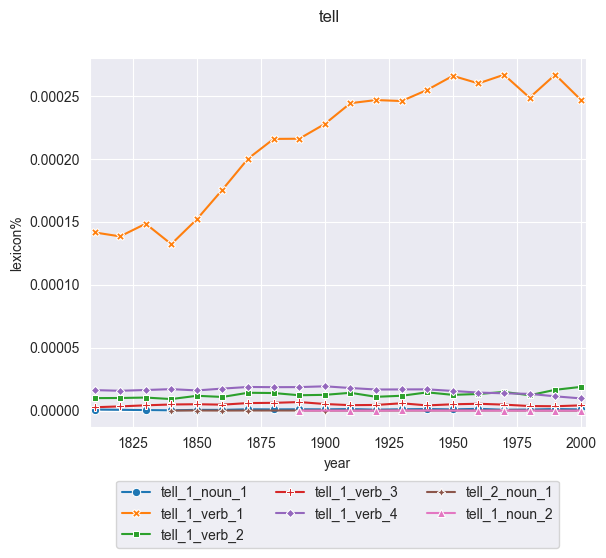 tell
0.00025
0.00020
0.00015
0.00010
0.00005
0.00000
lexicon%
1825 1850 1875 1900 1925 1950 1975 2000
year
tell_1_noun_1 tell_1_verb_3 tell_2_noun_1
tell_1_verb_1 tell_1_verb_4 tell_1_noun_2
tell_1_verb_2